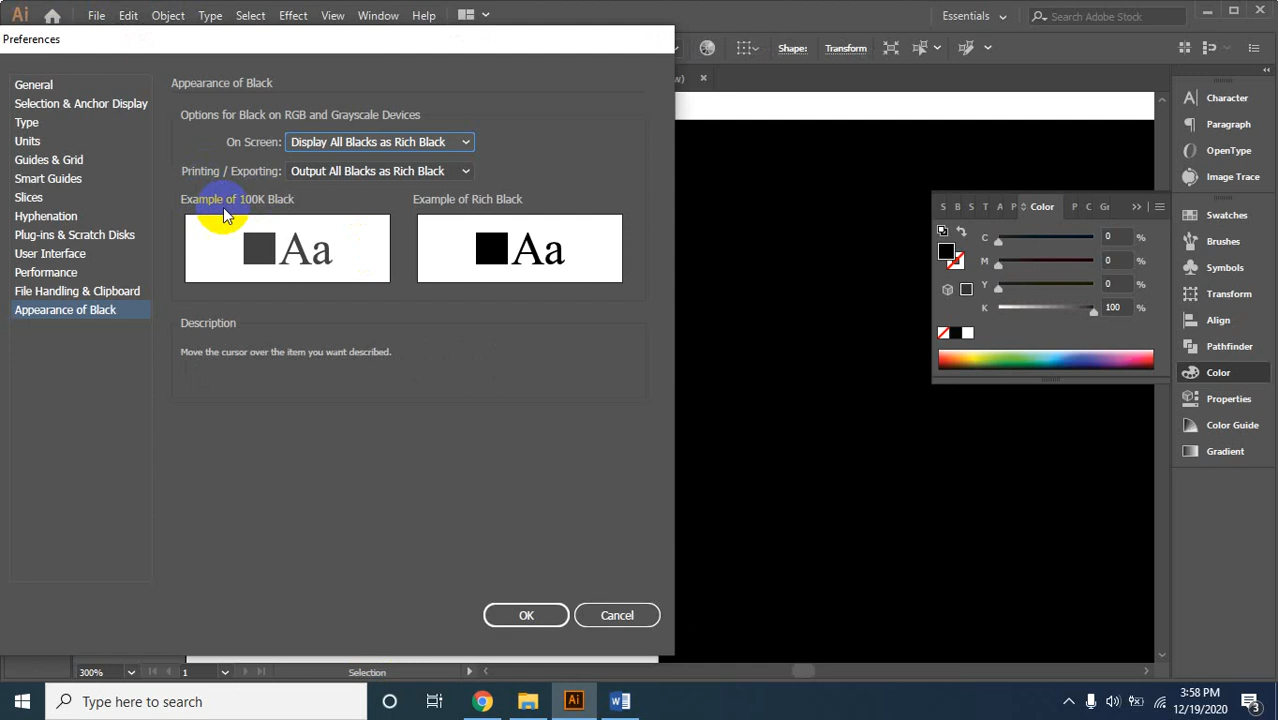 Ai File Edit Object Type Select Effect View Window Help Essentials Search Adobe Stock
Preferences
Shape: Transform
General
Selection & Anchor Display
Type
Units
Guides & Grid
Smart Guides
Slices
Hyphenation
Plug-ins & Scratch Disks
User Interface
Performance
File Handling & Clipboard
Appearance of Black
Appearance of Black
Options for Black on RGB and Grayscale Devices
On Screen: Display All Blacks as Rich Black
Printing / Exporting: Output All Blacks as Rich Black
Example of 100K Black Example of Rich Black
Aa Aa
Description
Move the cursor over the item you want described.
OK Cancel
S B S T A P Color P C Gr
C 0 %
M 0 %
Y 0 %
K 100 %
Character
Paragraph
OpenType
Image Trace
Swatches
Brushes
Symbols
Transform
Align
Pathfinder
Color
Properties
Color Guide
Gradient
300% 1 Selection
Type here to search
Ai
3:58 PM
12/19/2020
3